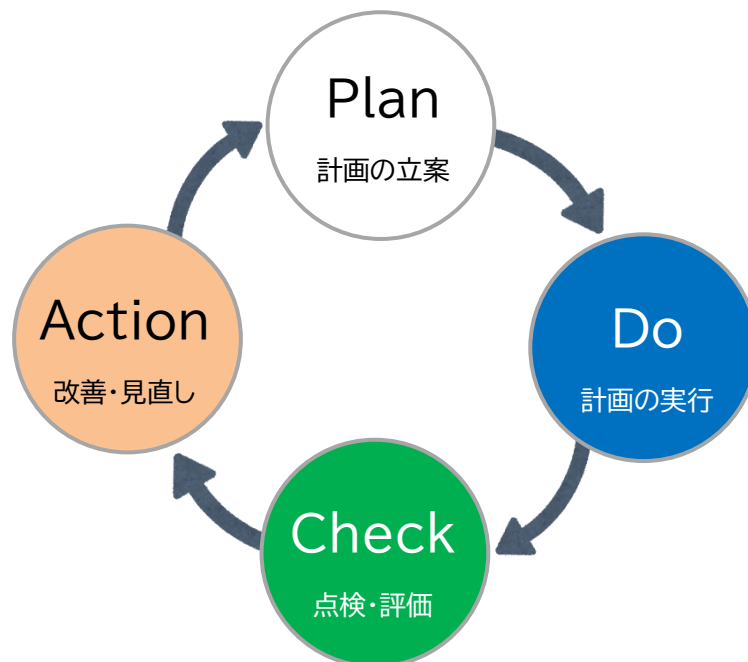 Plan
計画の立案
Do
計画の実行
Check
点検・評価
Action
改善・見直し